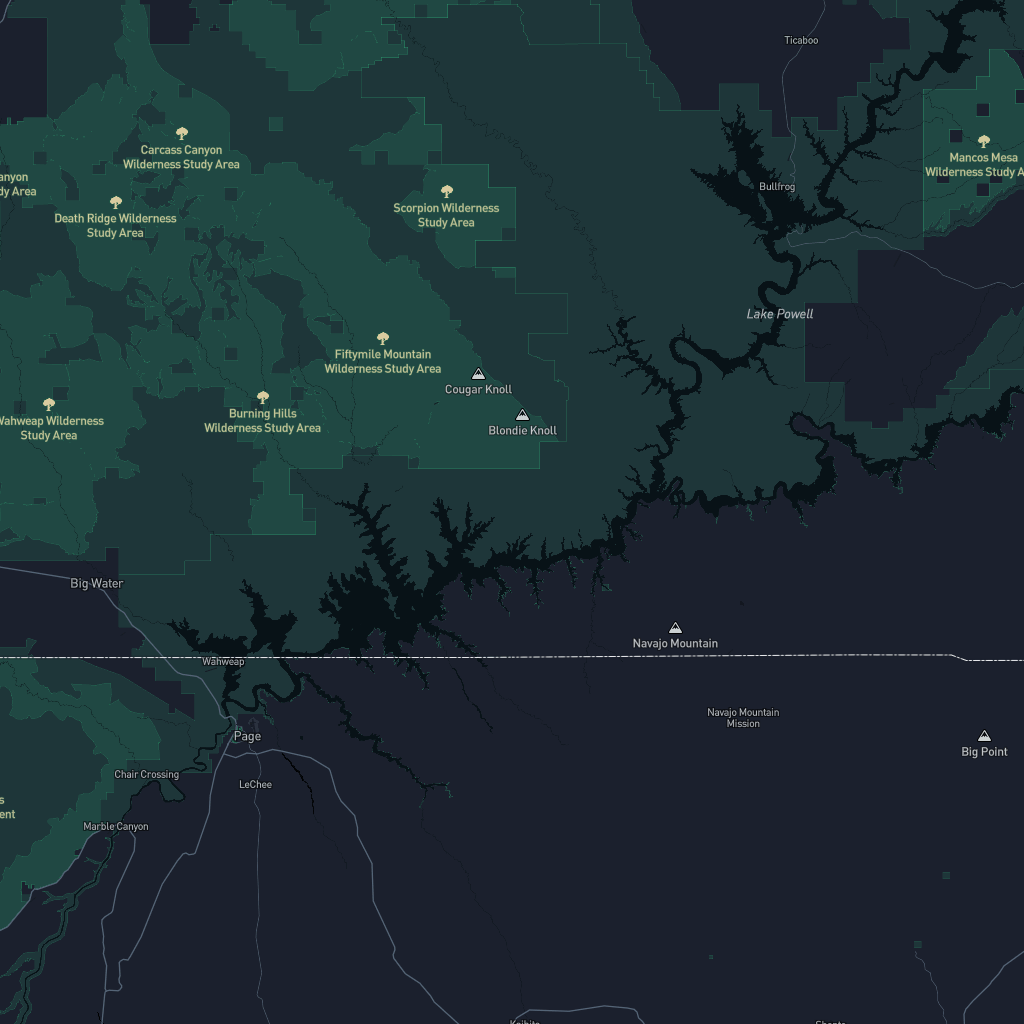 Ticaboo
Carcass Canyon
Wilderness Study Area
Mancos Mesa
Wilderness Study A
anyon
dy Area
Bullfrog
Scorpion Wilderness
Study Area
Death Ridge Wilderness
Study Area
Lake Powell
Fiftymile Mountain
Wilderness Study Area
Cougar Knoll
Burning Hills
Wilderness Study Area
Wahweap Wilderness
Study Area
Blondie Knoll
Big Water
Navajo Mountain
Wahweap
Navajo Mountain
Mission
Page
Big Point
Chair Crossing
LeChee
s
ent
Marble Canyon